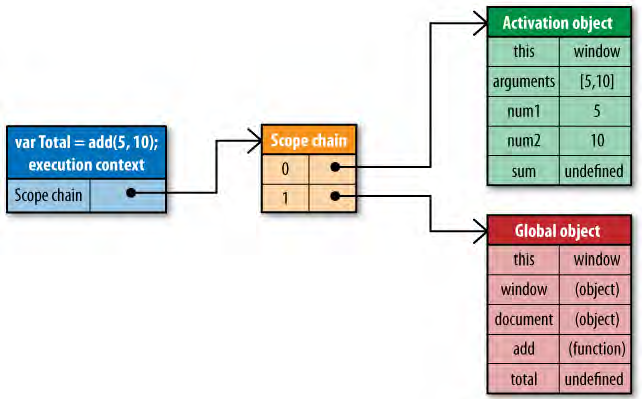 var Total = add(5, 10);
execution context
Scope chain
Scope chain
0
1
Activation object
this window
arguments [5,10]
num1 5
num2 10
sum undefined
Global object
this window
window (object)
document (object)
add (function)
total undefined